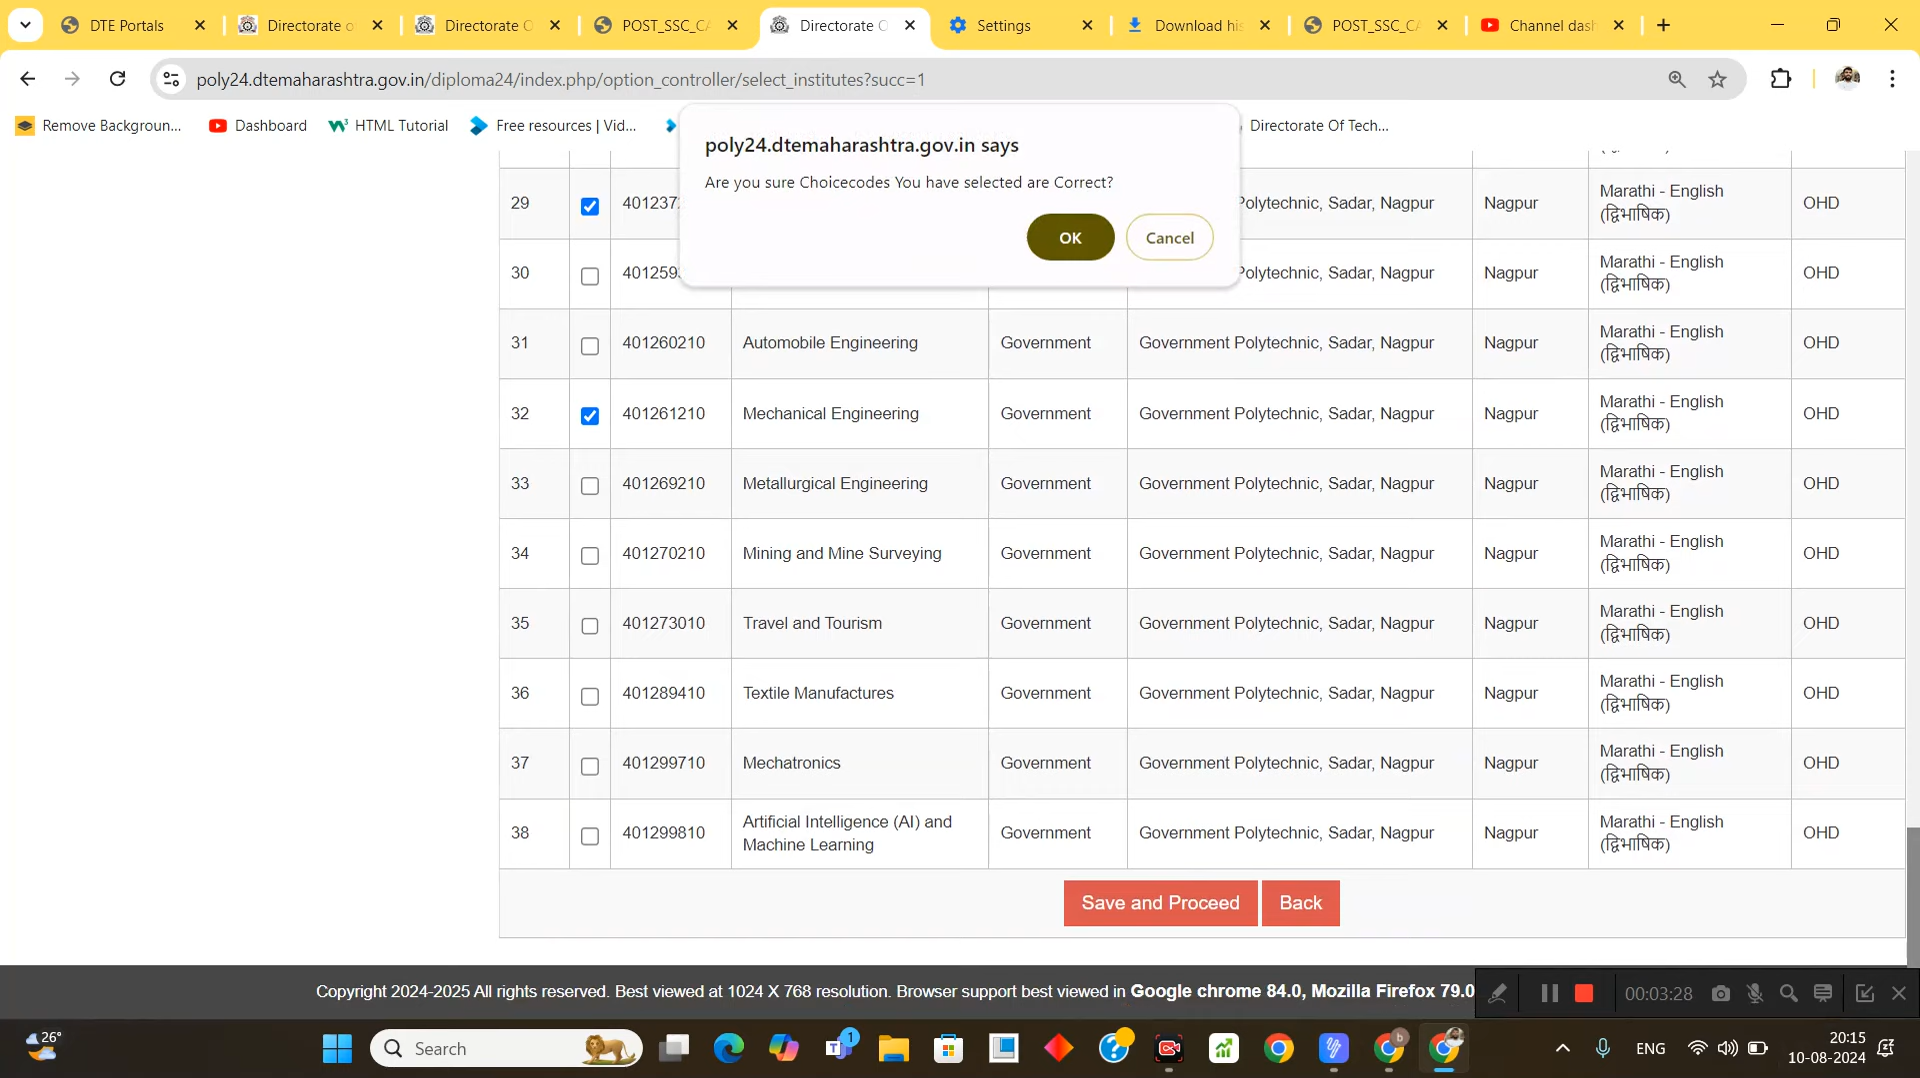 DTE Portals
Directorate o
Directorate O
POST_SSC_CA
Directorate O
Settings
Download his
POST_SSC_CA
Channel dash
poly24.dtemaharashtra.gov.in/diploma24/index.php/option_controller/select_institutes?succ=1
Remove Backgroun...
Dashboard
HTML Tutorial
Free resources | Vid...
Directorate Of Tech...
poly24.dtemaharashtra.gov.in says
Are you sure Choicecodes You have selected are Correct?
OK
Cancel
29 401237 Polytechnic, Sadar, Nagpur Nagpur Marathi - English OHD
(द्विभाषिक)
30 401259 Polytechnic, Sadar, Nagpur Nagpur Marathi - English OHD
(द्विभाषिक)
31 401260210 Automobile Engineering Government Government Polytechnic, Sadar, Nagpur Nagpur Marathi - English OHD
(द्विभाषिक)
32 401261210 Mechanical Engineering Government Government Polytechnic, Sadar, Nagpur Nagpur Marathi - English OHD
(द्विभाषिक)
33 401269210 Metallurgical Engineering Government Government Polytechnic, Sadar, Nagpur Nagpur Marathi - English OHD
(द्विभाषिक)
34 401270210 Mining and Mine Surveying Government Government Polytechnic, Sadar, Nagpur Nagpur Marathi - English OHD
(द्विभाषिक)
35 401273010 Travel and Tourism Government Government Polytechnic, Sadar, Nagpur Nagpur Marathi - English OHD
(द्विभाषिक)
36 401289410 Textile Manufactures Government Government Polytechnic, Sadar, Nagpur Nagpur Marathi - English OHD
(द्विभाषिक)
37 401299710 Mechatronics Government Government Polytechnic, Sadar, Nagpur Nagpur Marathi - English OHD
(द्विभाषिक)
38 401299810 Artificial Intelligence (AI) and Government Government Polytechnic, Sadar, Nagpur Nagpur Marathi - English OHD
Machine Learning (द्विभाषिक)
Save and Proceed
Back
Copyright 2024-2025 All rights reserved. Best viewed at 1024 X 768 resolution. Browser support best viewed in Google chrome 84.0, Mozilla Firefox 79.0
00:03:28
26°
Search
1
ENG
20:15
10-08-2024